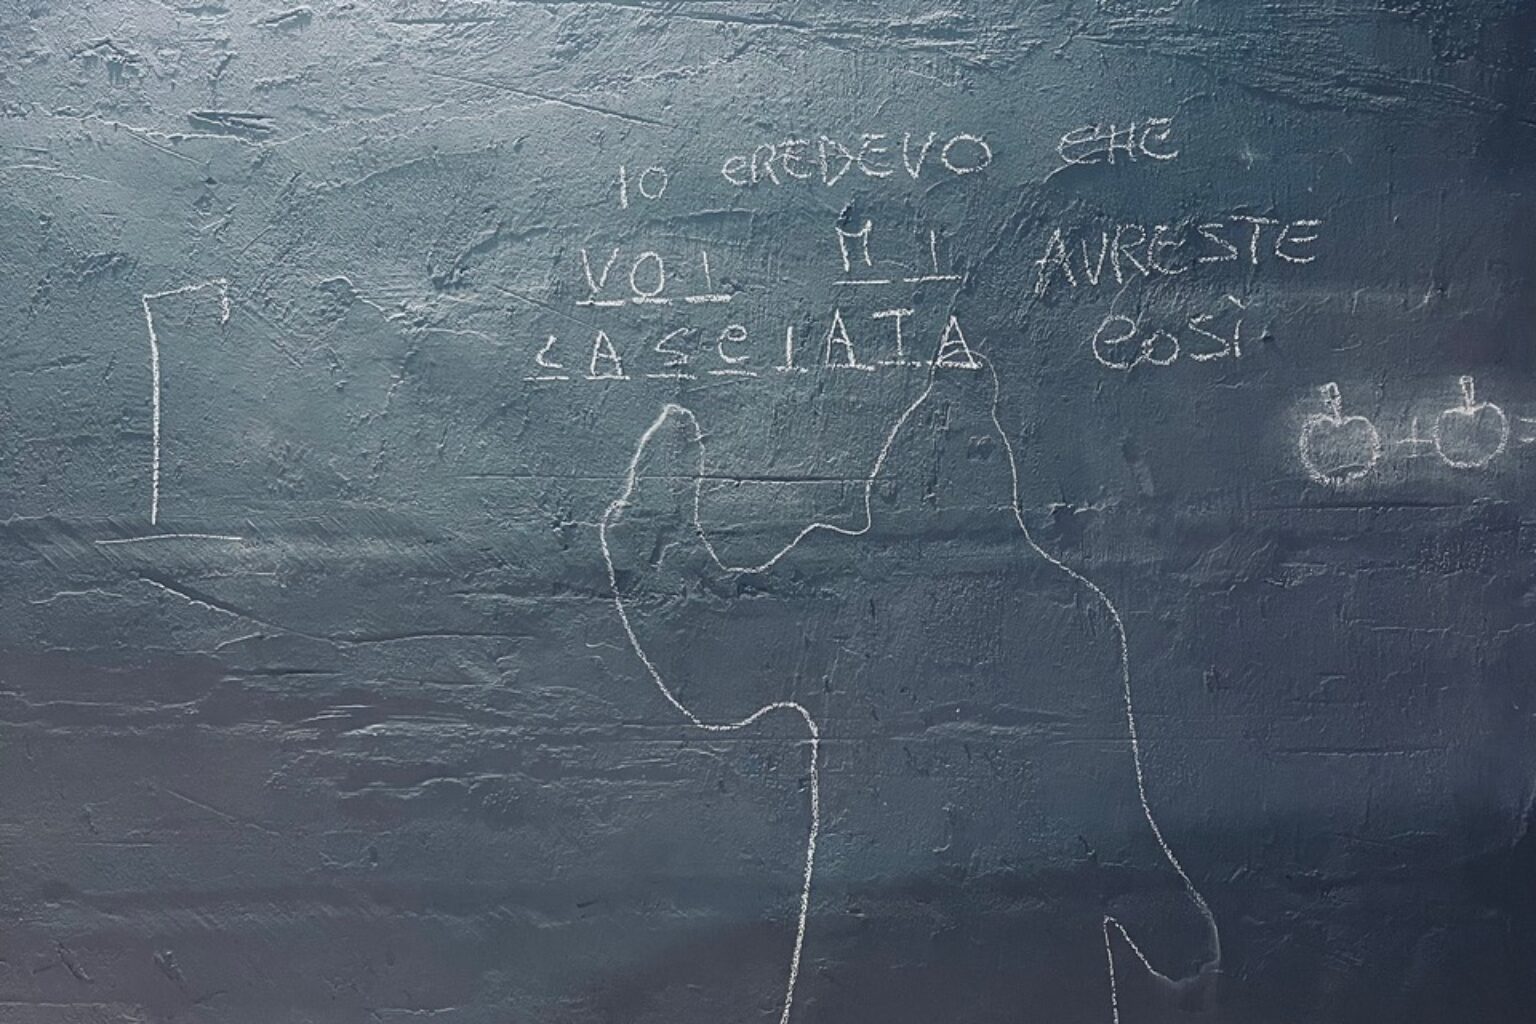 IO CREDEVO CHE
VOI MI AVRESTE
LASCIATA COSÌ
+ =